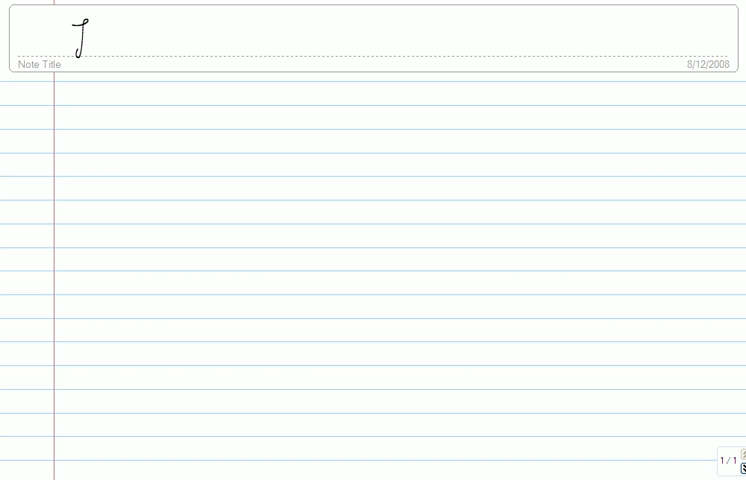 Note Title
8/12/2008
1 / 1